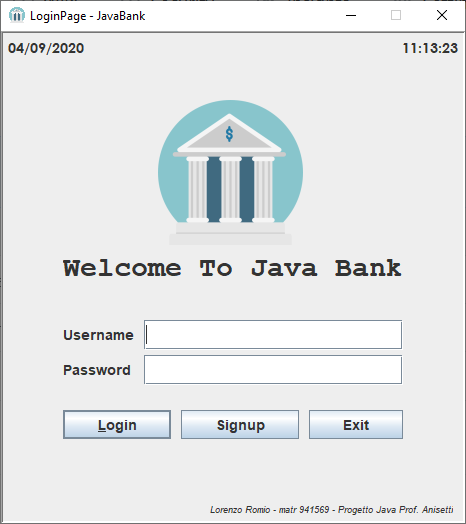 LoginPage - JavaBank
04/09/2020 11:13:23
$
Welcome To Java Bank
Username
Password
Login Signup Exit
Lorenzo Romio - matr 941569 - Progetto Java Prof. Anisetti